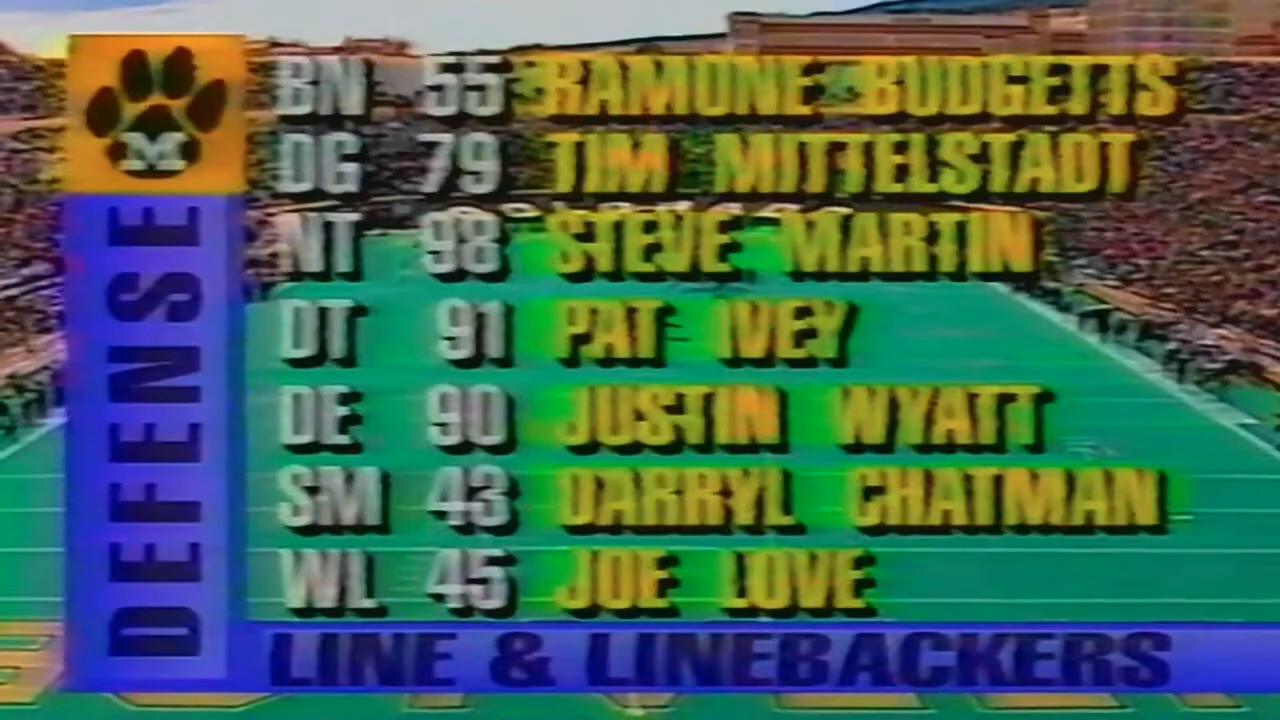 M
BN 55 RAMONE BUDGETTS
DG 79 TIM MITTELSTADT
NT 98 STEVE MARTIN
DT 91 PAT IVEY
DE 90 JUSTIN WYATT
SM 43 DARRYL CHATMAN
WL 45 JOE LOVE
DEFENSE
LINE & LINEBACKERS